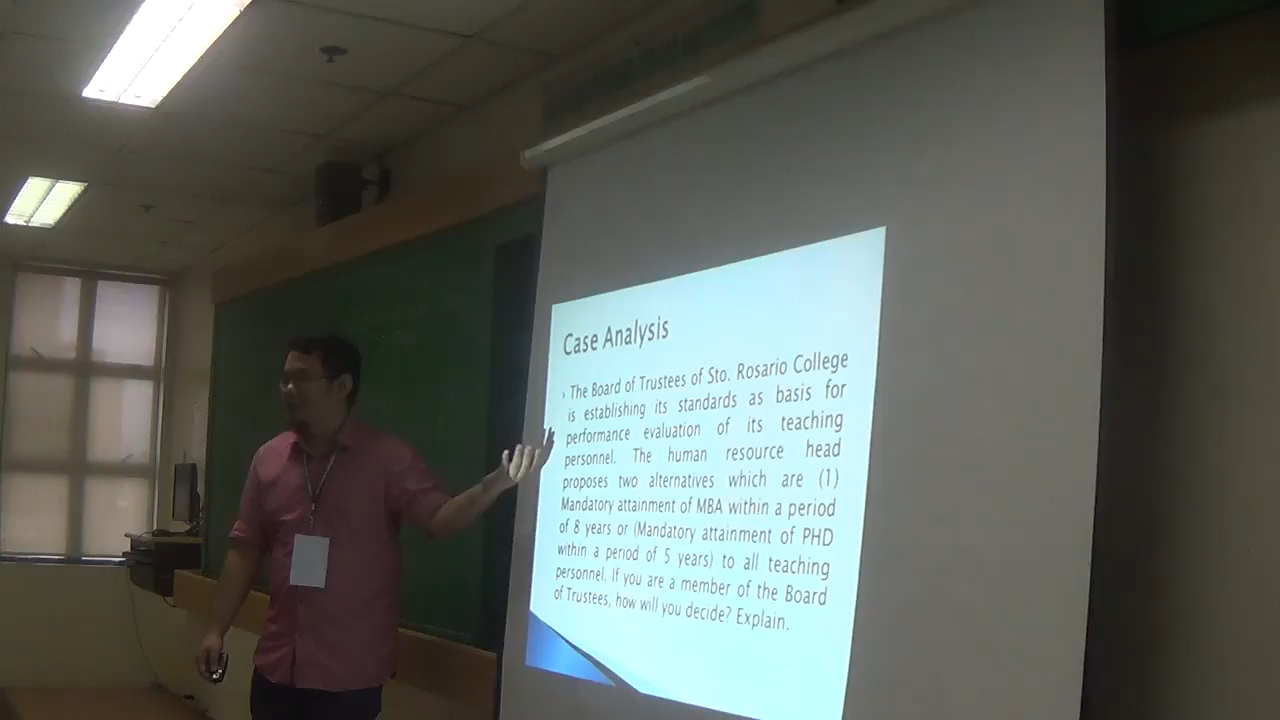 Case Analysis
› The Board of Trustees of Sto. Rosario College
is establishing its standards as basis for
performance evaluation of its teaching
personnel. The human resource head
proposes two alternatives which are (1)
Mandatory attainment of MBA within a period
of 8 years or (Mandatory attainment of PHD
within a period of 5 years) to all teaching
personnel. If you are a member of the Board
of Trustees, how will you decide? Explain.